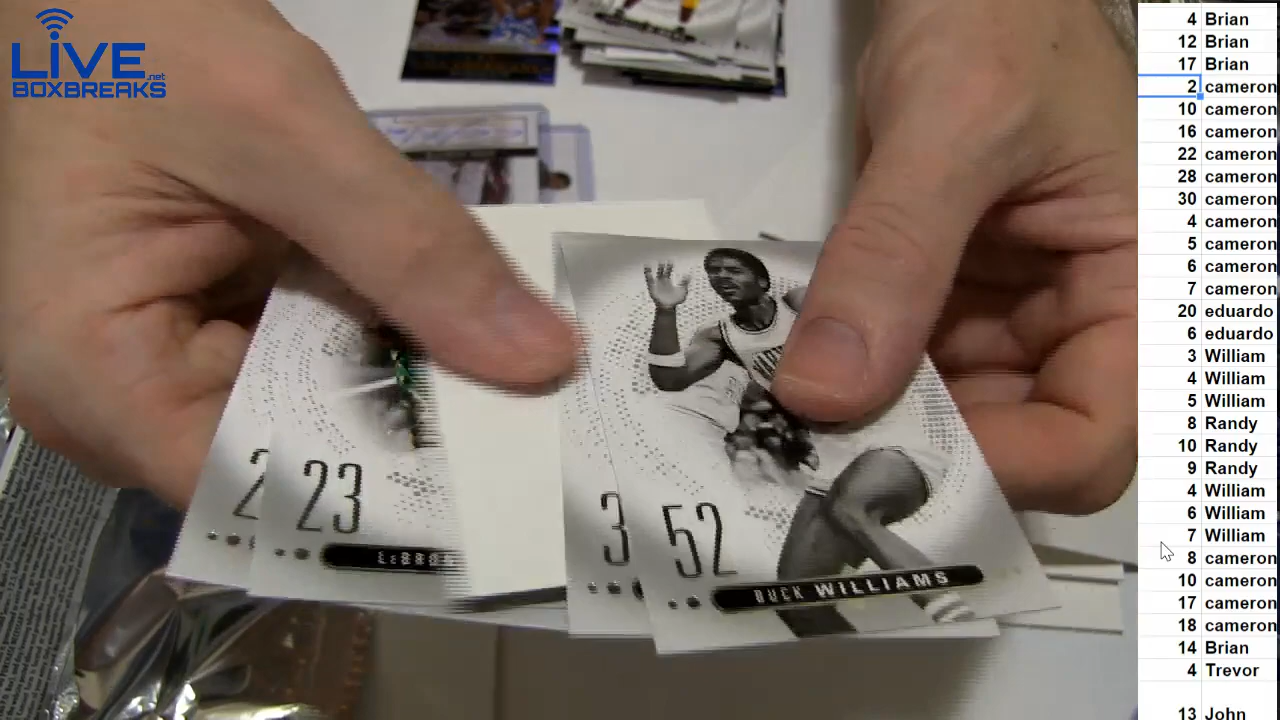 LiVE.net
BOXBREAKS
23
3
52
BUCK WILLIAMS
4 Brian
12 Brian
17 Brian
2 cameron
10 cameron
16 cameron
22 cameron
28 cameron
30 cameron
4 cameron
5 cameron
6 cameron
7 cameron
20 eduardo
6 eduardo
3 William
4 William
5 William
8 Randy
10 Randy
9 Randy
4 William
6 William
7 William
8 cameron
10 cameron
17 cameron
18 cameron
14 Brian
4 Trevor
13 John